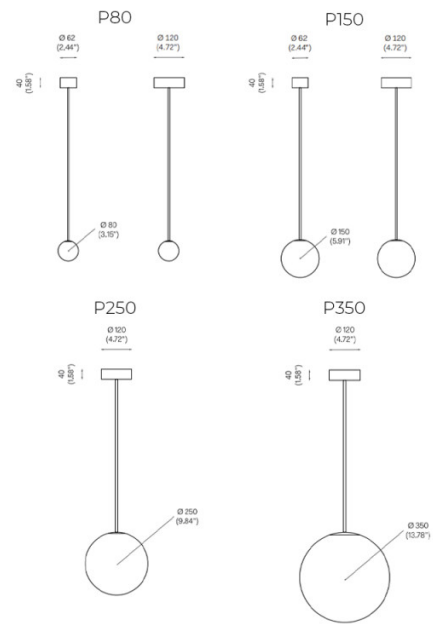 P80
P150
Ø 62
(2.44")
Ø 120
(4.72")
Ø 62
(2.44")
Ø 120
(4.72")
40
(1.58")
40
(1.58")
Ø 80
(3.15")
Ø 150
(5.91")
P250
P350
Ø 120
(4.72")
Ø 120
(4.72")
40
(1.58")
40
(1.58")
Ø 250
(9.84")
Ø 350
(13.78")